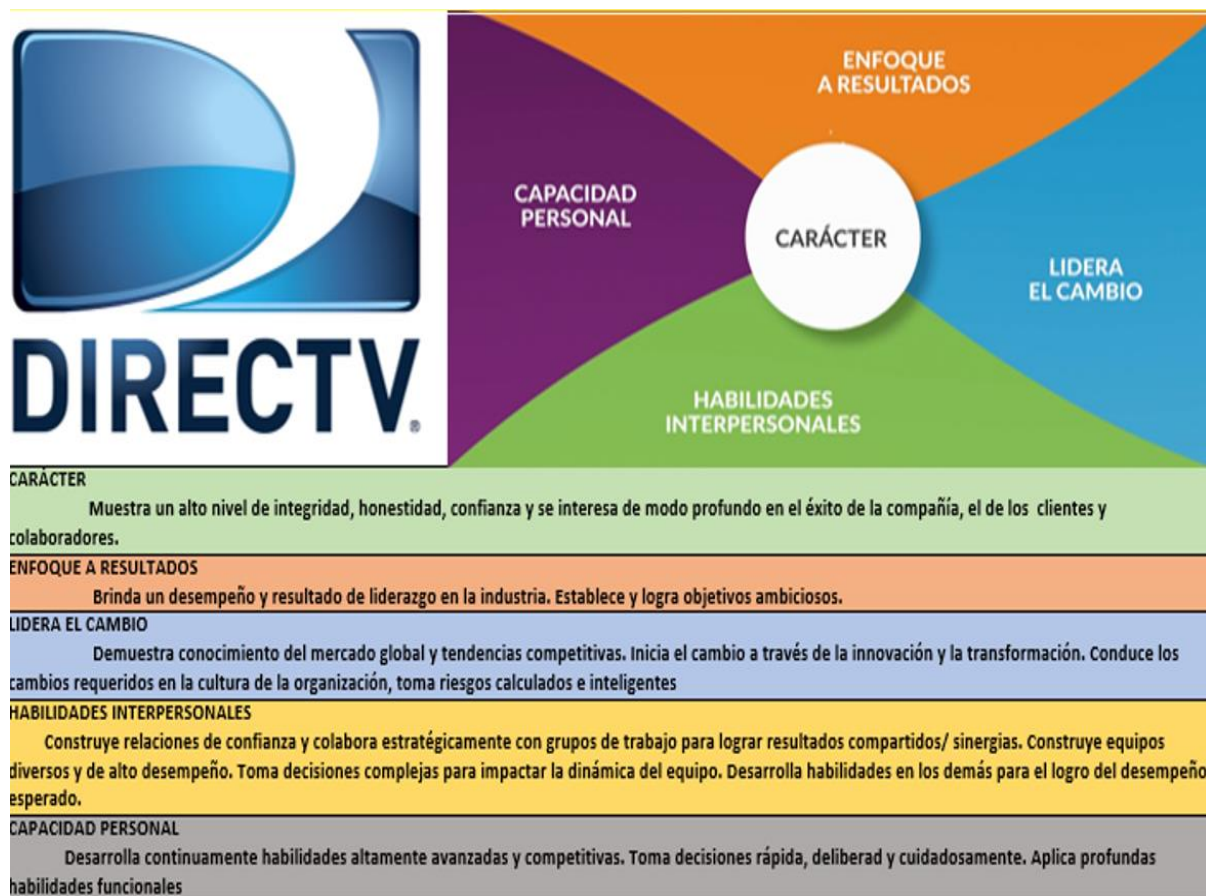 DIRECTV®
ENFOQUE
A RESULTADOS
CAPACIDAD
PERSONAL
CARÁCTER
LIDERA
EL CAMBIO
HABILIDADES
INTERPERSONALES
CARÁCTER
Muestra un alto nivel de integridad, honestidad, confianza y se interesa de modo profundo en el éxito de la compañía, el de los clientes y
colaboradores.
ENFOQUE A RESULTADOS
Brinda un desempeño y resultado de liderazgo en la industria. Establece y logra objetivos ambiciosos.
LIDERA EL CAMBIO
Demuestra conocimiento del mercado global y tendencias competitivas. Inicia el cambio a través de la innovación y la transformación. Conduce los
cambios requeridos en la cultura de la organización, toma riesgos calculados e inteligentes
HABILIDADES INTERPERSONALES
Construye relaciones de confianza y colabora estratégicamente con grupos de trabajo para lograr resultados compartidos/ sinergias. Construye equipos
diversos y de alto desempeño. Toma decisiones complejas para impactar la dinámica del equipo. Desarrolla habilidades en los demás para el logro del desempeño
esperado.
CAPACIDAD PERSONAL
Desarrolla continuamente habilidades altamente avanzadas y competitivas. Toma decisiones rápida, deliberad y cuidadosamente. Aplica profundas
habilidades funcionales